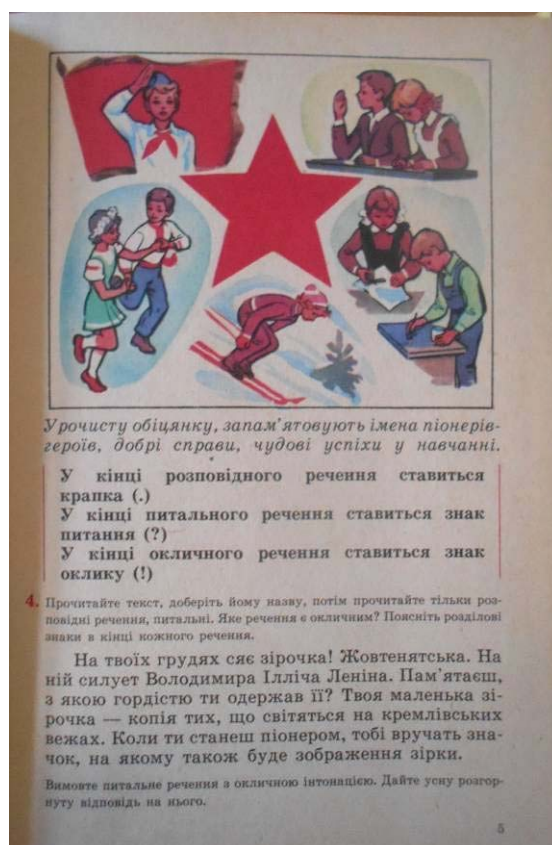 Урочисту обіцянку, запам'ятовують імена піонерів-
героїв, добрі справи, чудові успіхи у навчанні.
У кінці розповідного речення ставиться
крапка (.)
У кінці питального речення ставиться знак
питання (?)
У кінці окличного речення ставиться знак
оклику (!)
4. Прочитайте текст, доберіть йому назву, потім прочитайте тільки роз-
повідні речення, питальні. Яке речення є окличним? Поясніть розділові
знаки в кінці кожного речення.
На твоїх грудях сяє зірочка! Жовтенятська. На
ній силует Володимира Ілліча Леніна. Пам'ятаєш,
з якою гордістю ти одержав її? Твоя маленька зі-
рочка — копія тих, що світяться на кремлівських
вежах. Коли ти станеш піонером, тобі вручать зна-
чок, на якому також буде зображення зірки.
Вимовте питальне речення з окличною інтонацією. Дайте усну розгор-
нуту відповідь на нього.
5